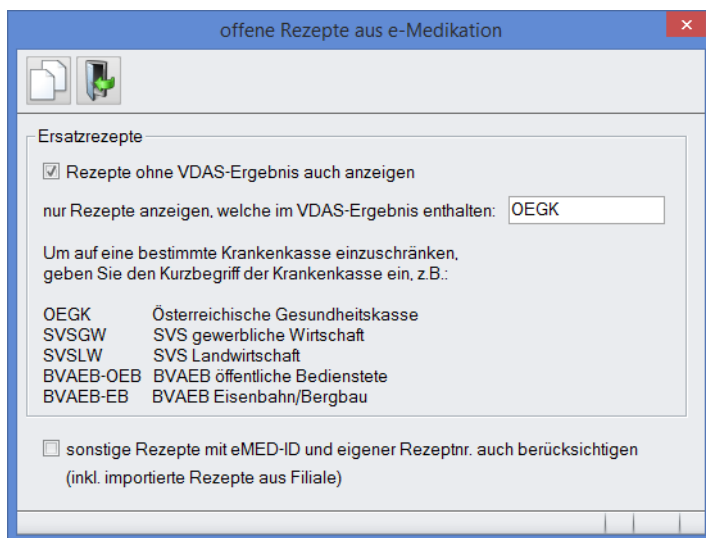 offene Rezepte aus e-Medikation
Ersatzrezepte
Rezepte ohne VDAS-Ergebnis auch anzeigen
nur Rezepte anzeigen, welche im VDAS-Ergebnis enthalten: OEGK
Um auf eine bestimmte Krankenkasse einzuschränken,
geben Sie den Kurzbegriff der Krankenkasse ein, z.B.:
OEGK Österreichische Gesundheitskasse
SVSGW SVS gewerbliche Wirtschaft
SVSLW SVS Landwirtschaft
BVAEB-OEB BVAEB öffentliche Bedienstete
BVAEB-EB BVAEB Eisenbahn/Bergbau
sonstige Rezepte mit eMED-ID und eigener Rezeptnr. auch berücksichtigen
(inkl. importierte Rezepte aus Filiale)